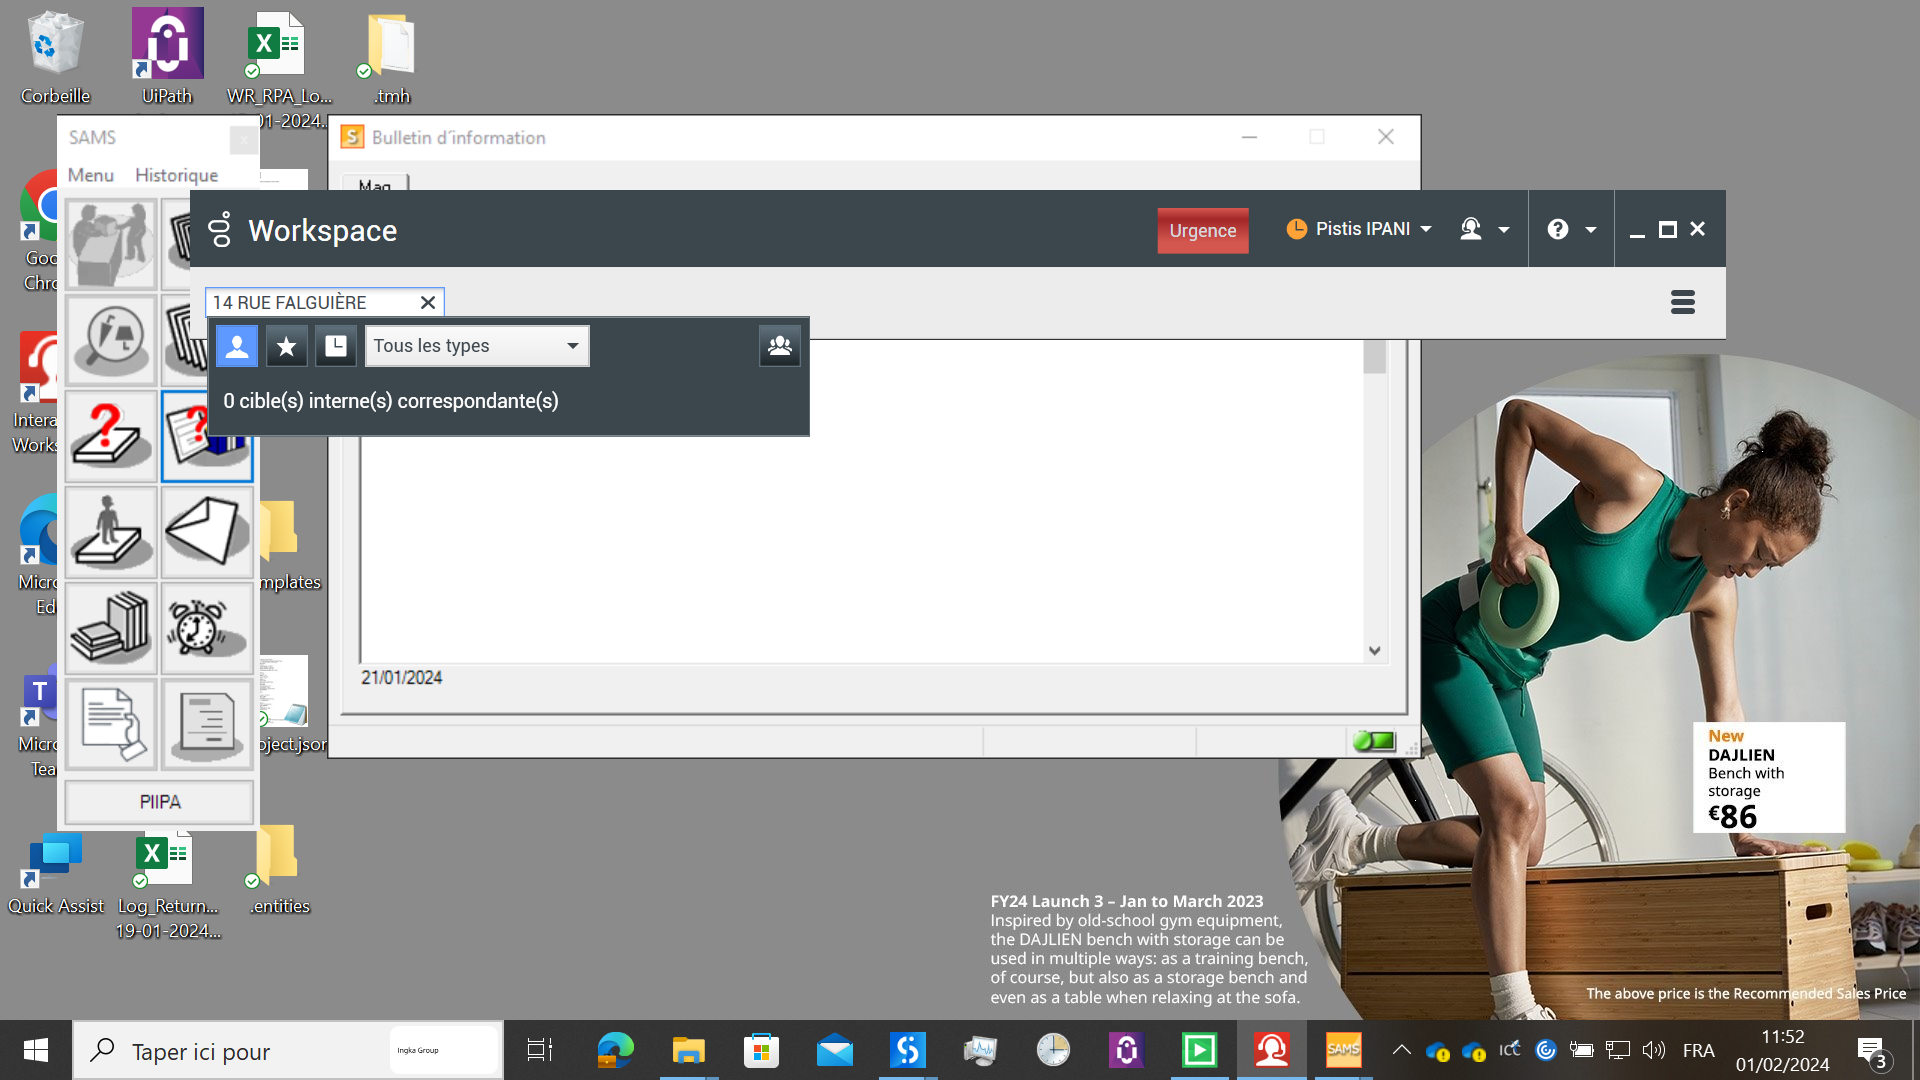 Corbeille
UiPath
WR_RPA_Lo...
01-2024...
.tmh
SAMS
Menu Historique
Bulletin d´information
Mag
Workspace
Urgence
Pistis IPANI
14 RUE FALGUIÈRE
Tous les types
0 cible(s) interne(s) correspondante(s)
Goo
Chro
Intera
Works
Micro
Ed
mplates
T
Micro
Tea
oject.json
21/01/2024
PIIPA
Quick Assist
Log_Return...
19-01-2024...
.entities
New
DAJLIEN
Bench with
storage
€86
FY24 Launch 3 – Jan to March 2023
Inspired by old-school gym equipment,
the DAJLIEN bench with storage can be
used in multiple ways: as a training bench,
of course, but also as a storage bench and
even as a table when relaxing at the sofa.
The above price is the Recommended Sales Price
Taper ici pour
Ingka Group
SAMS
FRA
11:52
01/02/2024
3